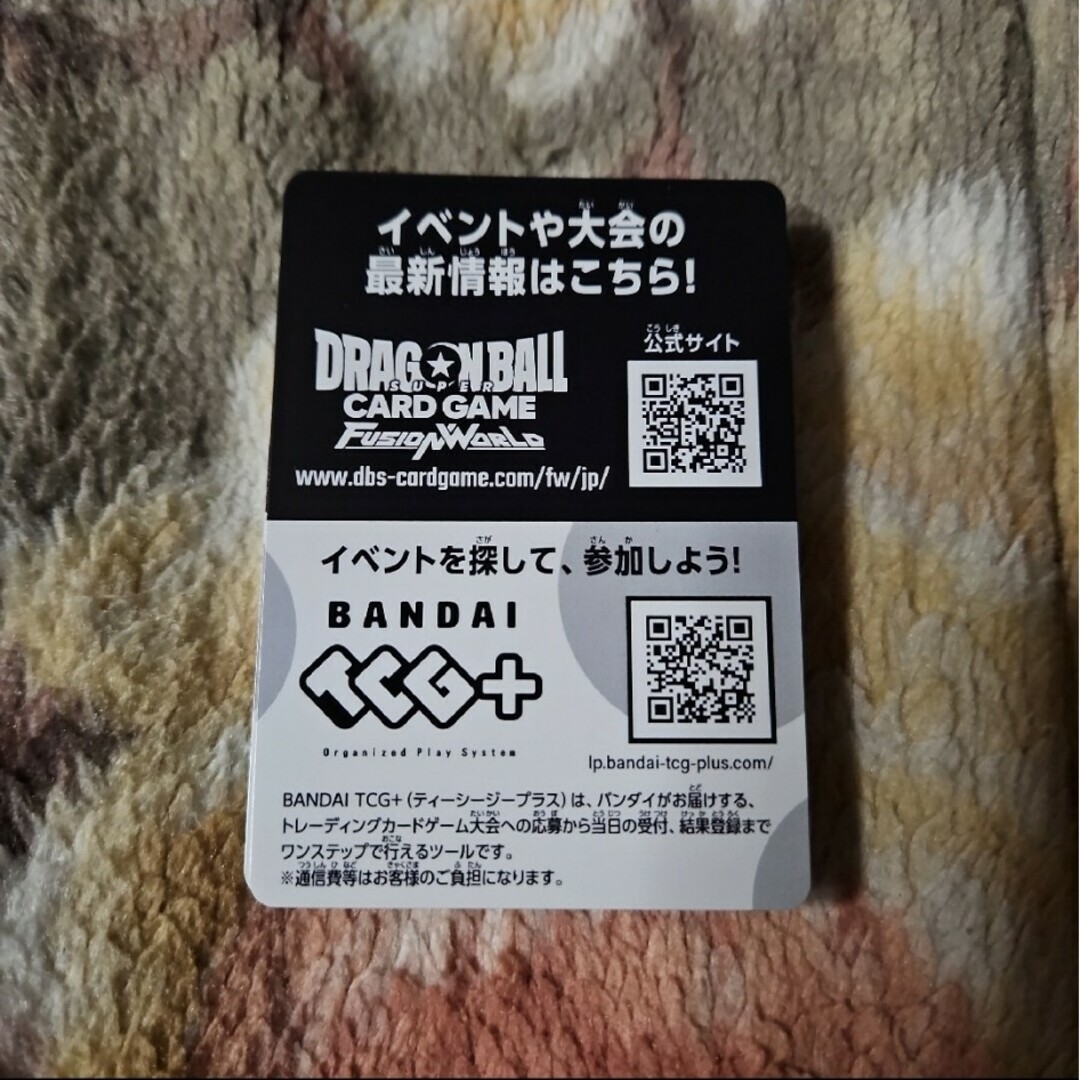 イベントや大会の
最新情報はこちら!
DRAGON BALL
SUPER
CARD GAME
FUSION WORLD
www.dbs-cardgame.com/fw/jp/
公式サイト
イベントを探して、参加しよう!
BANDAI
TCG+
Organized Play System
lp.bandai-tcg-plus.com/
BANDAI TCG+(ティーシージープラス)は、バンダイがお届けする、
トレーディングカードゲーム大会への応募から当日の受付、結果登録まで
ワンステップで行えるツールです。
※通信費等はお客様のご負担になります。